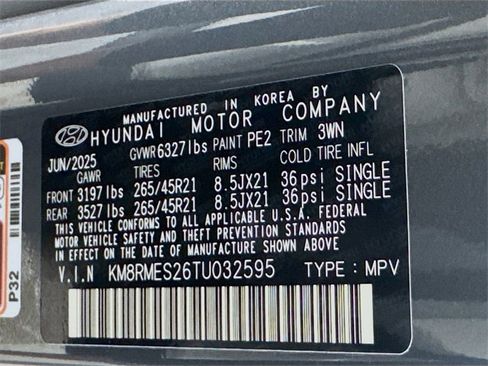 MANUFACTURED IN KOREA BY
HYUNDAI MOTOR COMPANY
JUN/2025 GVWR 6327lbs PAINT PE2 TRIM 3WN
GAWR TIRES RIMS COLD TIRE INFL
FRONT 3197lbs 265/45R21 8.5JX21 36psi SINGLE
REAR 3527lbs 265/45R21 8.5JX21 36psi SINGLE
THIS VEHICLE CONFORMS TO ALL APPLICABLE U.S.A. FEDERAL
MOTOR VEHICLE SAFETY AND THEFT PREVENTION STANDARDS IN
EFFECT ON THE DATE OF MANUFACTURE SHOWN ABOVE.
V.I.N KM8RMES26TU032595 TYPE : MPV
P32